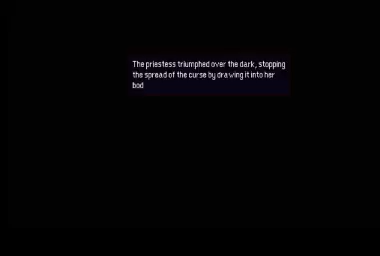 The priestess triumphed over the dark, stopping
the spread of the curse by drawing it into her
bod